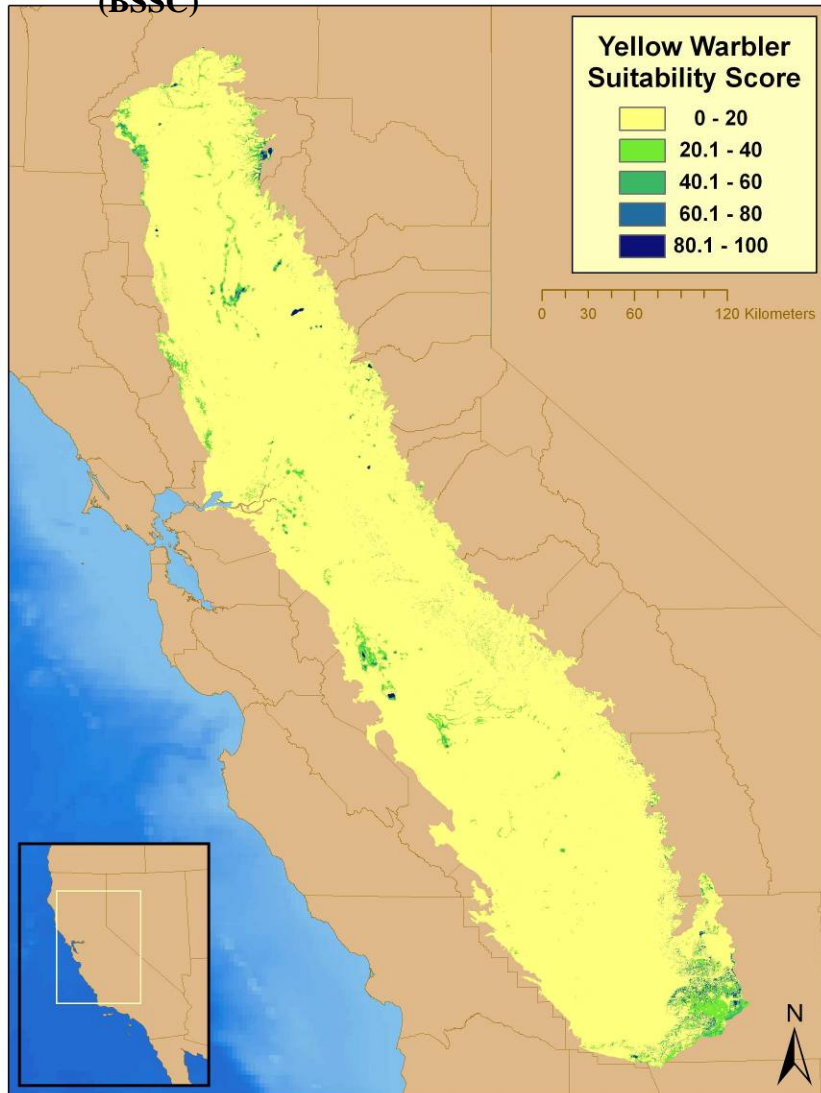 (BSSC)
Yellow Warbler
Suitability Score
0 - 20
20.1 - 40
40.1 - 60
60.1 - 80
80.1 - 100
0 30 60 120 Kilometers
N